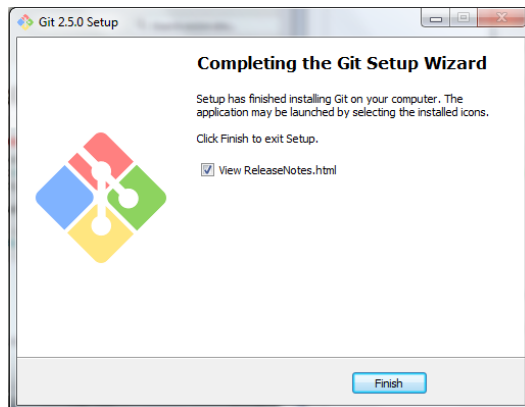 Git 2.5.0 Setup
Completing the Git Setup Wizard
Setup has finished installing Git on your computer. The
application may be launched by selecting the installed icons.
Click Finish to exit Setup.
View ReleaseNotes.html
Finish